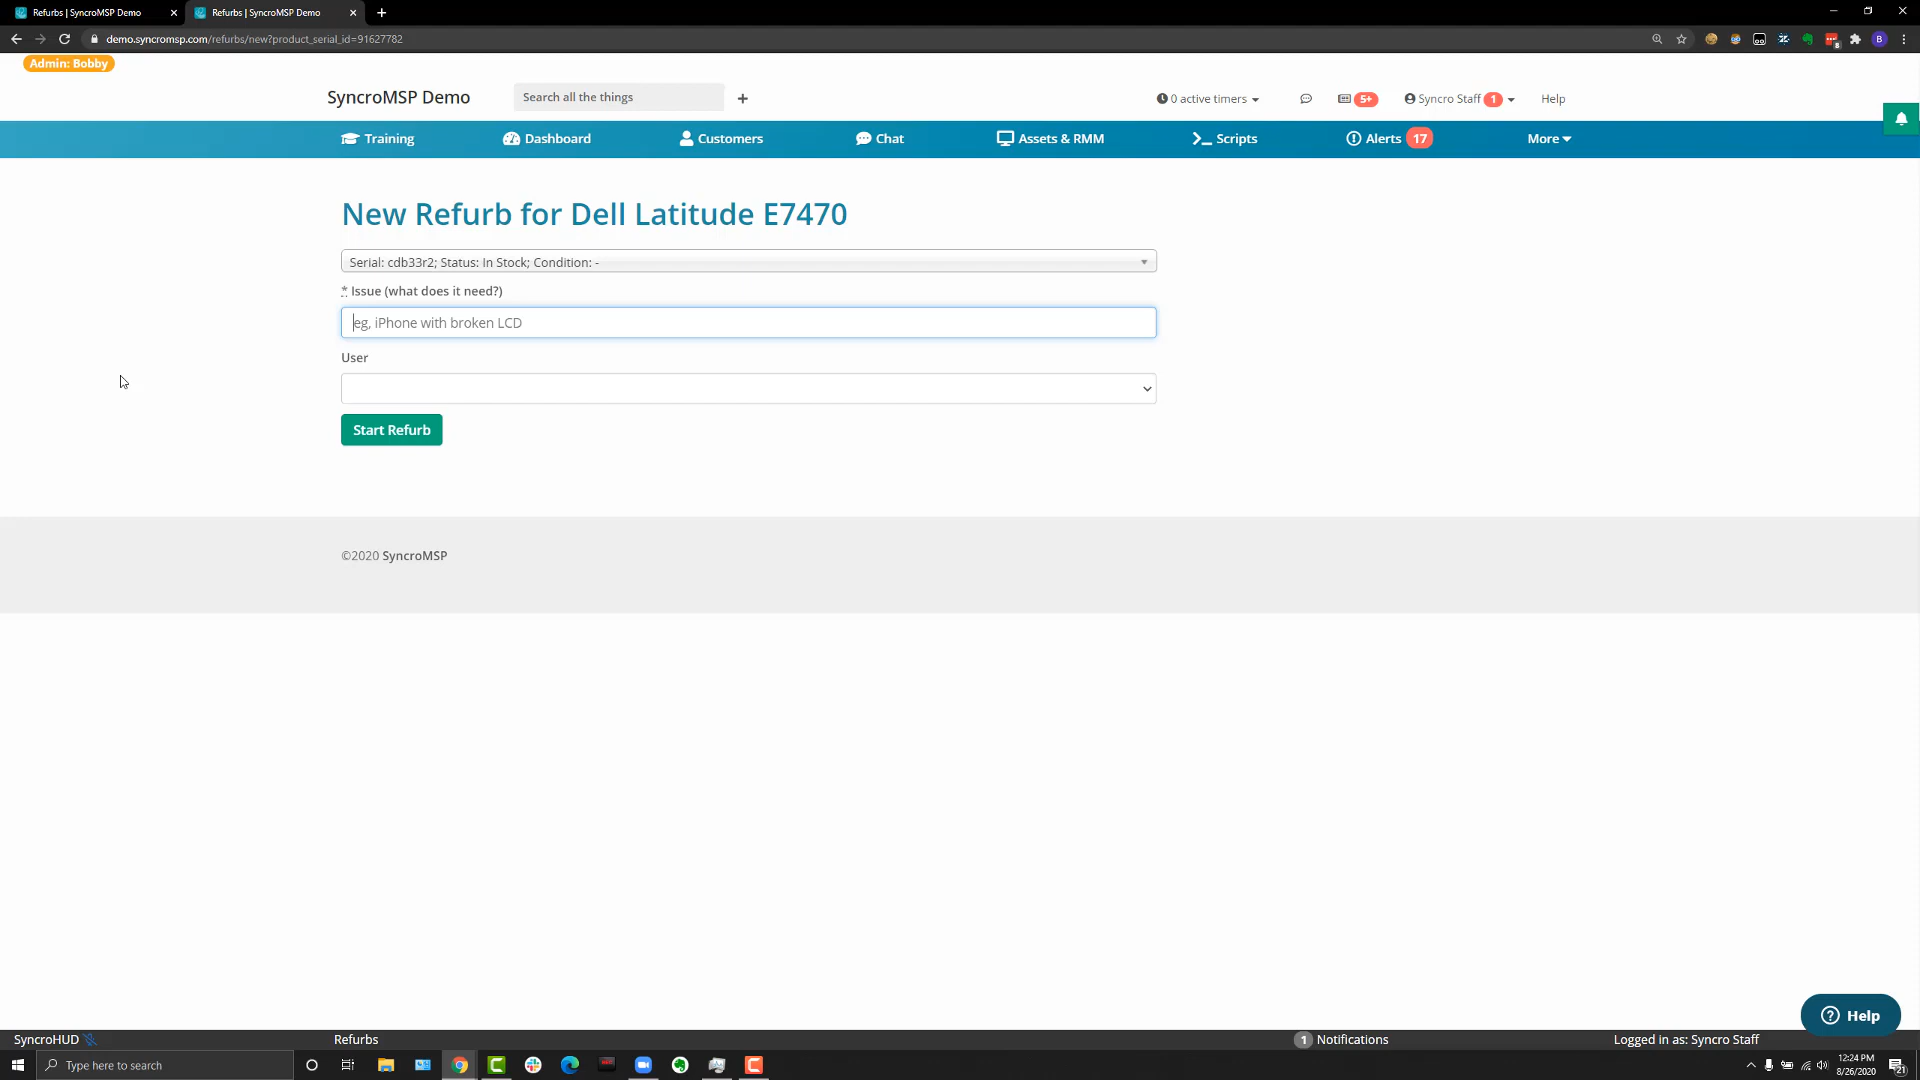 Refurbs | SyncroMSP Demo
Refurbs | SyncroMSP Demo
demo.syncromsp.com/refurbs/new?product_serial_id=91627782
Admin: Bobby
SyncroMSP Demo
Search all the things
0 active timers
5+
Syncro Staff 1
Help
Training
Dashboard
Customers
Chat
Assets & RMM
Scripts
Alerts 17
More
New Refurb for Dell Latitude E7470
Serial: cdb33r2; Status: In Stock; Condition: -
* Issue (what does it need?)
eg, iPhone with broken LCD
User
Start Refurb
©2020 SyncroMSP
Help
SyncroHUD
Refurbs
1 Notifications
Logged in as: Syncro Staff
Type here to search
12:24 PM
8/26/2020
21